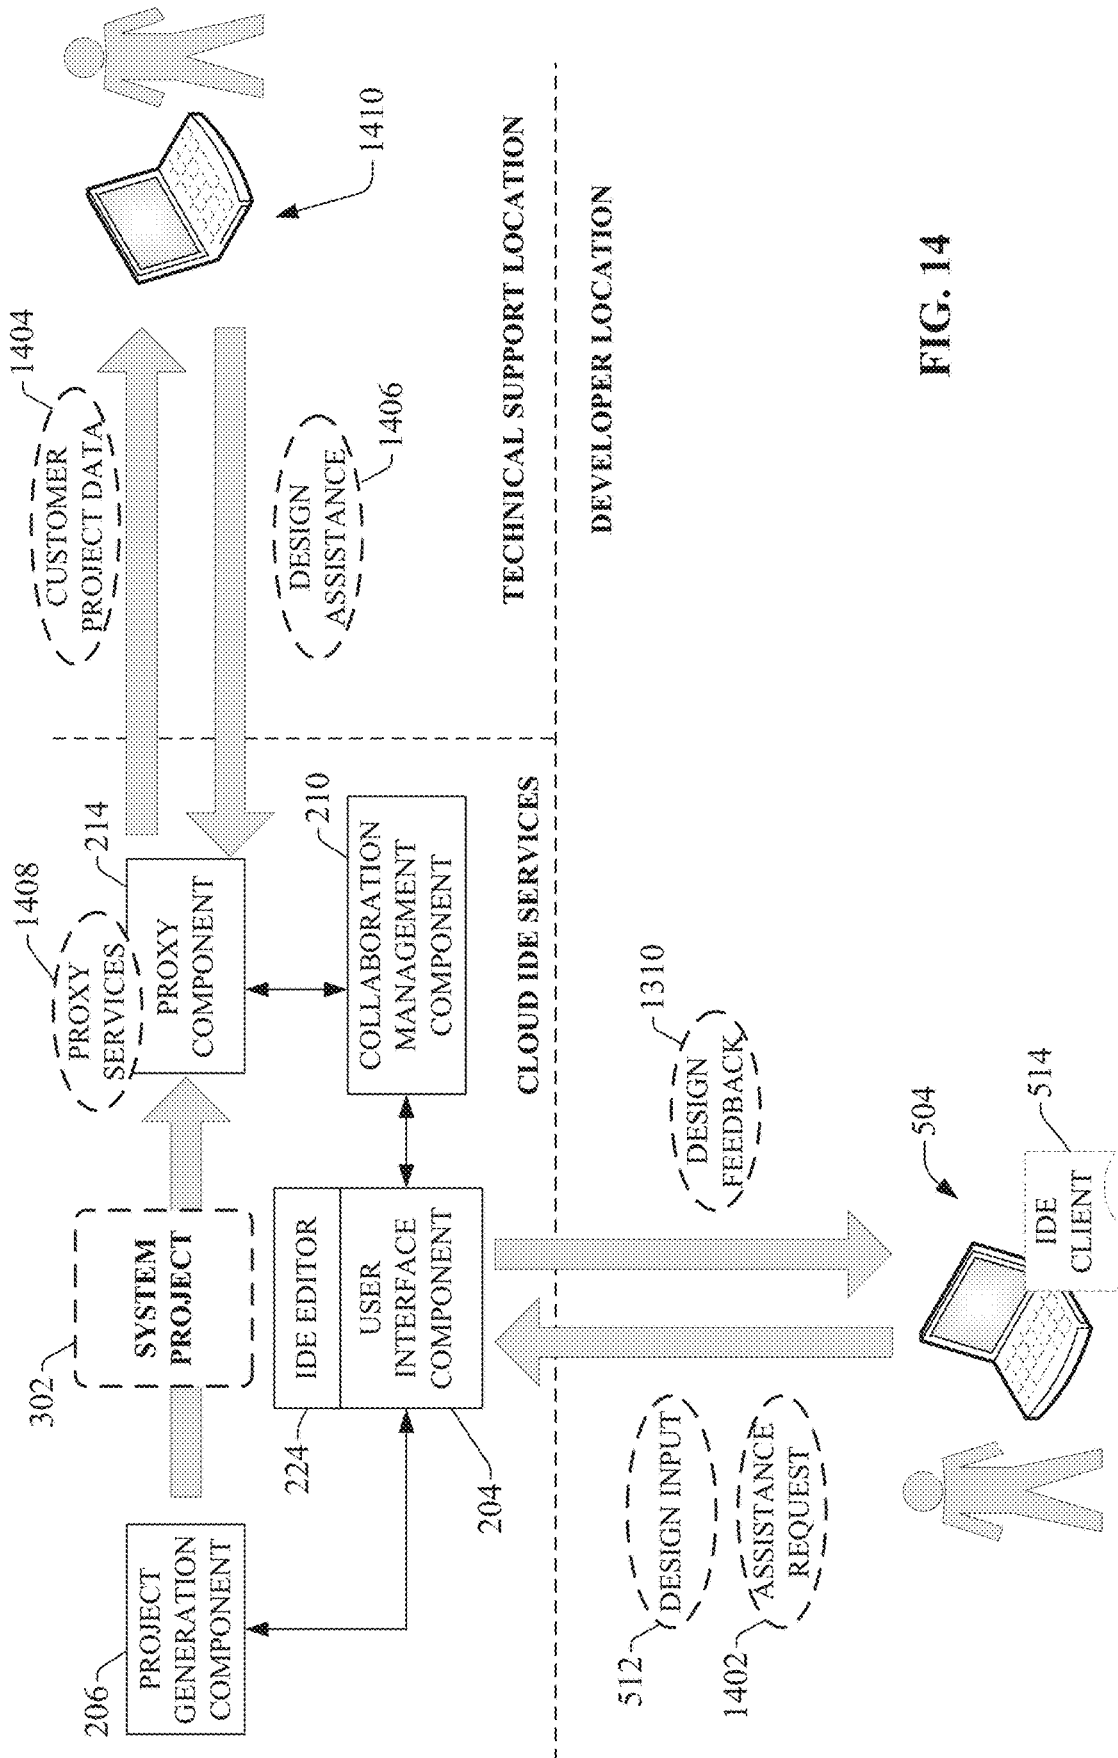 206
PROJECT
GENERATION
COMPONENT
302
SYSTEM
PROJECT
1408
PROXY
SERVICES
214
PROXY
COMPONENT
224
IDE EDITOR
USER
INTERFACE
COMPONENT
204
210
COLLABORATION
MANAGEMENT
COMPONENT
CLOUD IDE SERVICES
1404
CUSTOMER
PROJECT DATA
DESIGN
ASSISTANCE
1406
1410
TECHNICAL SUPPORT LOCATION
DEVELOPER LOCATION
512
DESIGN INPUT
1402
ASSISTANCE
REQUEST
1310
DESIGN
FEEDBACK
504
514
IDE
CLIENT
FIG. 14